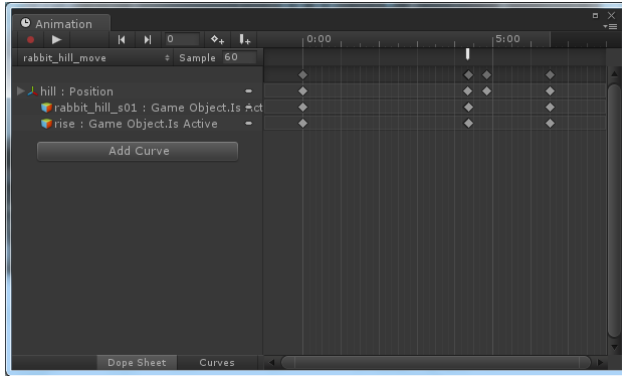 Animation
0 0:00 5:00
rabbit_hill_move Sample 60
hill : Position
rabbit_hill_s01 : Game Object.Is Act
rise : Game Object.Is Active
Add Curve
Dope Sheet Curves